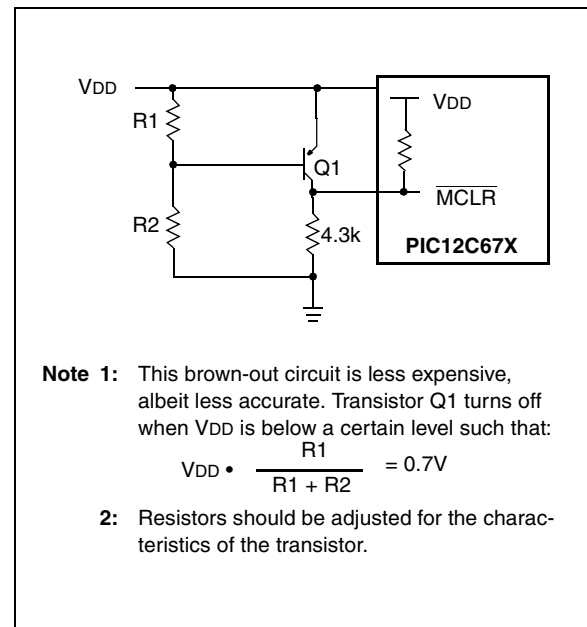 VDD
R1
Q1
R2
4.3k
VDD
MCLR
PIC12C67X
Note 1: This brown-out circuit is less expensive,
albeit less accurate. Transistor Q1 turns off
when VDD is below a certain level such that:
VDD • R1 / R1 + R2 = 0.7V
2: Resistors should be adjusted for the charac-
teristics of the transistor.